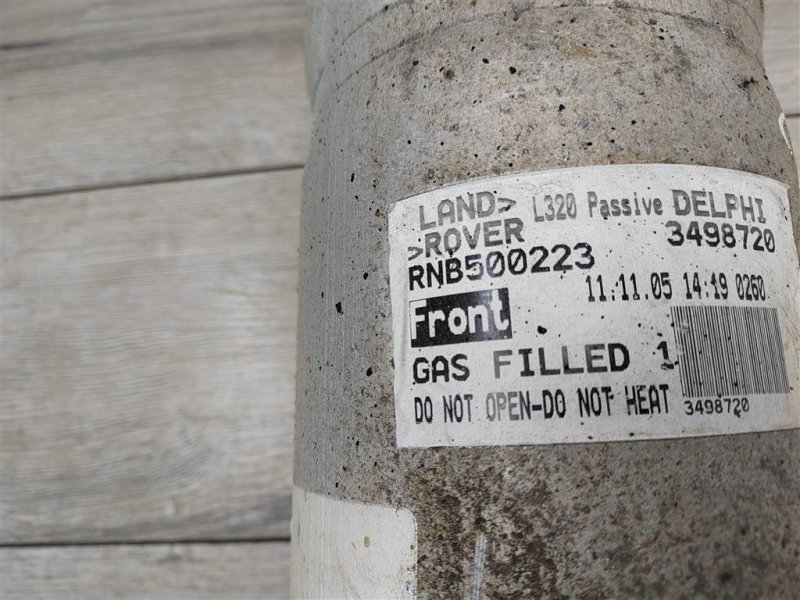 LAND> L320 Passive DELPHI
>ROVER 3498720
RNB500223
11.11.05 14:19 0260
Front
GAS FILLED 1
DO NOT OPEN-DO NOT HEAT 3498720